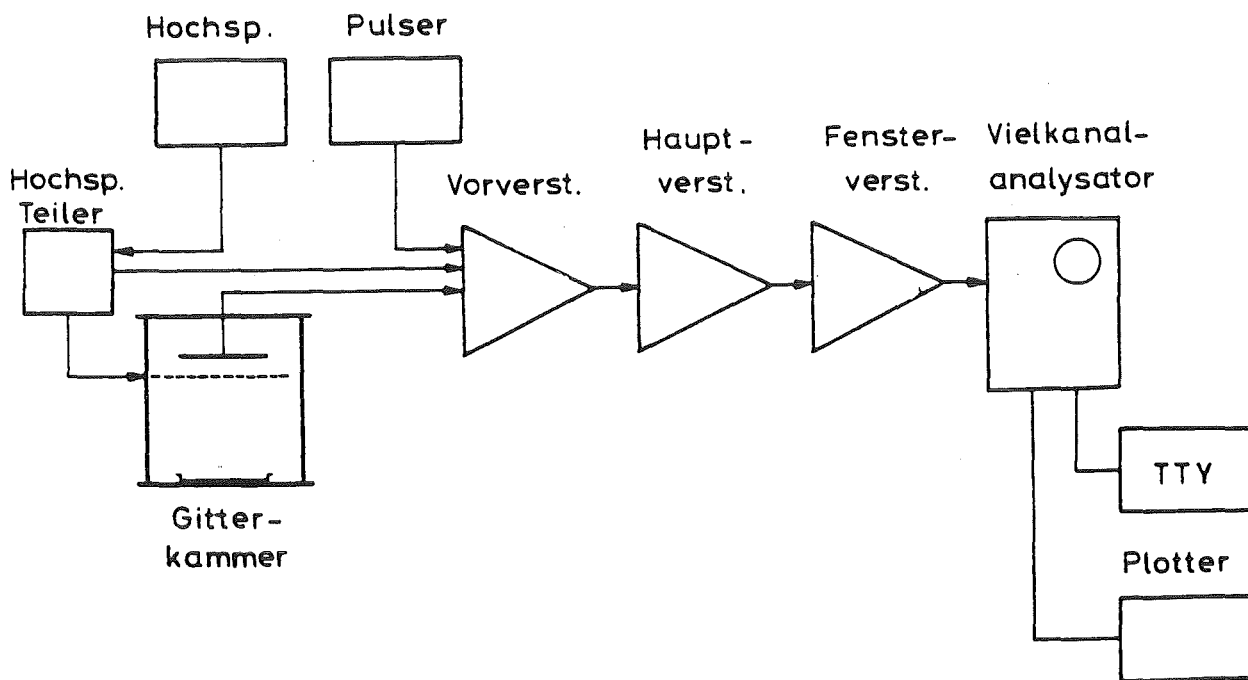 Hochsp.
Pulser
Hochsp.
Teiler
Vorverst.
Haupt-
verst.
Fenster-
verst.
Vielkanal-
analysator
Gitter-
kammer
TTY
Plotter